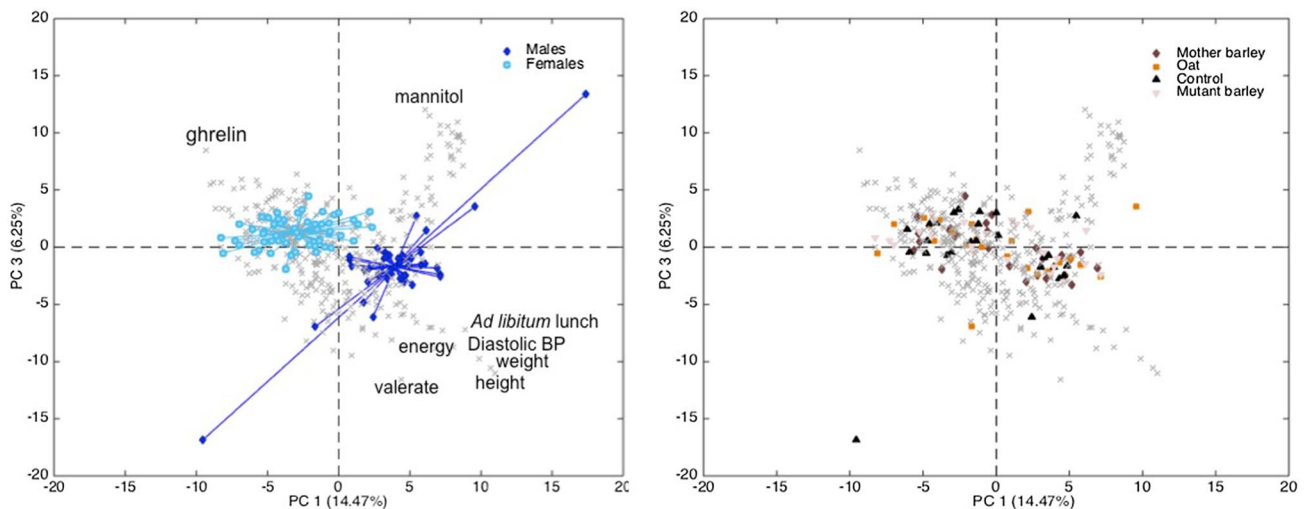 20
15
10
5
0
-5
-10
-15
-20
PC 3 (6.25%)
Males
Females
mannitol
ghrelin
Ad libitum lunch
energy
Diastolic BP
weight
valerate
height
-20 -15 -10 -5 0 5 10 15 20
PC 1 (14.47%)
20
15
10
5
0
-5
-10
-15
-20
PC 3 (6.25%)
Mother barley
Oat
Control
Mutant barley
-20 -15 -10 -5 0 5 10 15 20
PC 1 (14.47%)